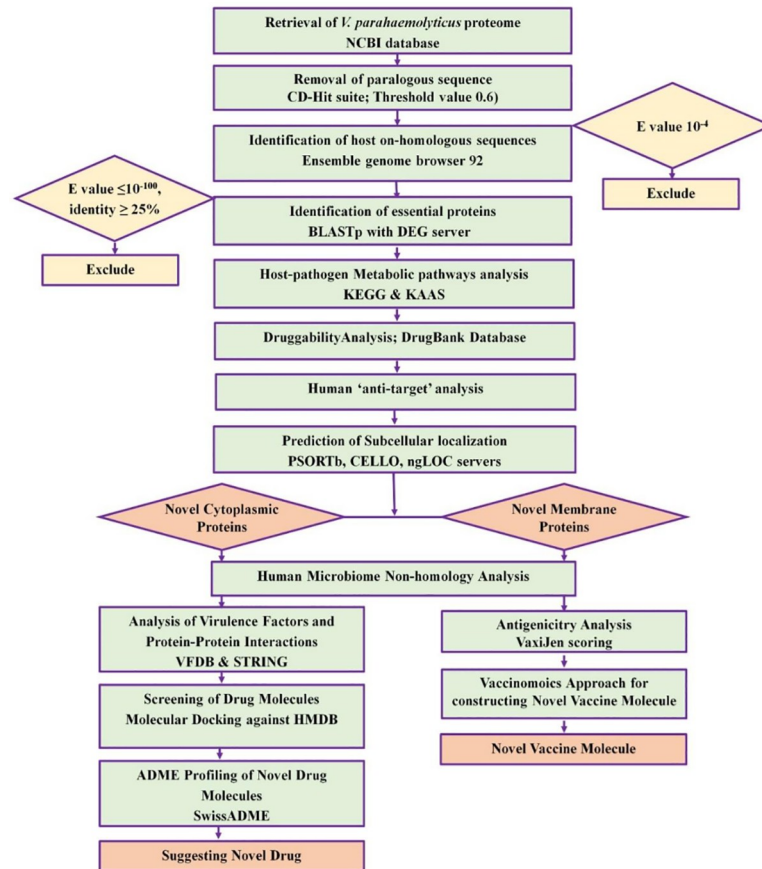 Retrieval of V. parahaemolyticus proteome
NCBI database
Removal of paralogous sequence
CD-Hit suite; Threshold value 0.6)
E value 10⁻⁴
Exclude
Identification of host on-homologous sequences
Ensemble genome browser 92
E value ≤10⁻¹⁰⁰,
identity ≥ 25%
Exclude
Identification of essential proteins
BLASTp with DEG server
Host-pathogen Metabolic pathways analysis
KEGG & KAAS
DruggabilityAnalysis; DrugBank Database
Human ‘anti-target’ analysis
Prediction of Subcellular localization
PSORTb, CELLO, ngLOC servers
Novel Cytoplasmic
Proteins
Novel Membrane
Proteins
Human Microbiome Non-homology Analysis
Analysis of Virulence Factors and
Protein-Protein Interactions
VFDB & STRING
Screening of Drug Molecules
Molecular Docking against HMDB
ADME Profiling of Novel Drug
Molecules
SwissADME
Suggesting Novel Drug
Antigenicitry Analysis
VaxiJen scoring
Vaccinomoics Approach for
constructing Novel Vaccine Molecule
Novel Vaccine Molecule